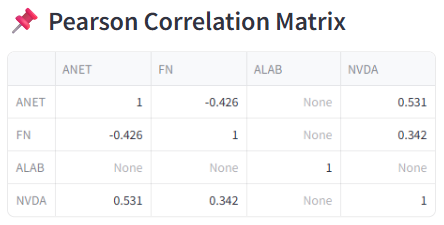 📌 Pearson Correlation Matrix
ANET FN ALAB NVDA
ANET 1 -0.426 None 0.531
FN -0.426 1 None 0.342
ALAB None None 1 None
NVDA 0.531 0.342 None 1